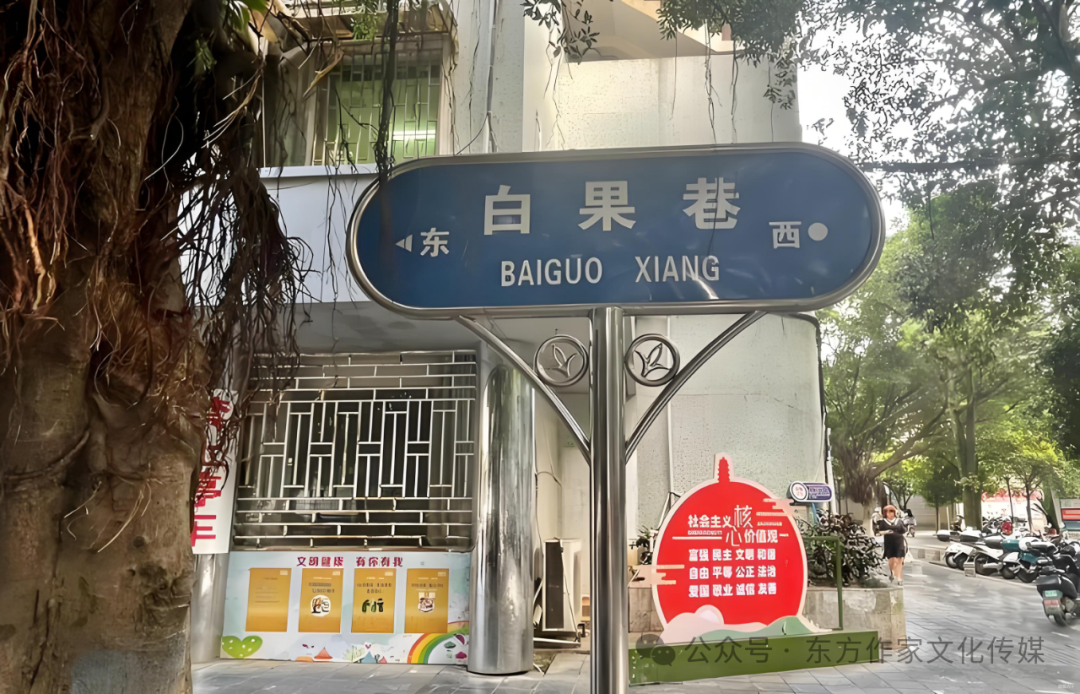 白果巷
东
西
BAIGUO XIANG
文明健康 有你有我
社会主义核心价值观
富强 民主 文明 和谐
自由 平等 公正 法治
爱国 敬业 诚信 友善
公众号·东方作家文化传媒